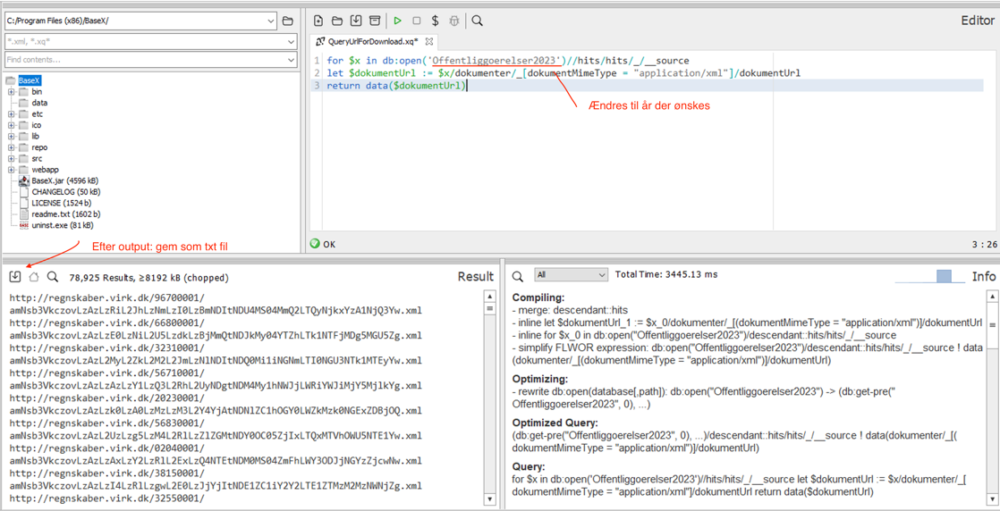 C:/Program Files (x86)/BaseX/
*.xml, *.xq*
Find contents...
BaseX
bin
data
etc
ico
lib
repo
src
webapp
BaseX.jar (4596 kB)
CHANGELOG (50 kB)
LICENSE (1524 b)
readme.txt (1602 b)
uninst.exe (81 kB)
Efter output: gem som txt fil
Editor
QueryUrlForDownload.xq*
1 for $x in db:open('Offentliggoerelser2023')//hits/hits/_/__source
2 let $dokumentUrl := $x/dokumenter/_[dokumentMimeType = "application/xml"]/dokumentUrl
3 return data($dokumentUrl)
Ændres til år der ønskes
OK
3 : 26
78,925 Results, ≥8192 kB (chopped)
Result
http://regnskaber.virk.dk/96700001/
amNsb3VkczovLzAzLzRiL2JhLzNmLzI0LzBmNDItNDU4MS04MmQ2LTQyNjkxYzA1NjQ3Yw.xml
http://regnskaber.virk.dk/66800001/
amNsb3VkczovLzAzLzE0LzNiL2U5LzdkLzBjMmQtNDJkMy04YTZhLTk1NTFjMDg5MGU5Zg.xml
http://regnskaber.virk.dk/32310001/
amNsb3VkczovLzAzL2MyL2ZkL2M2L2JmLzNlNDItNDQ0Mi1iNGNmLTI0NGU3NTk1MTEyYw.xml
http://regnskaber.virk.dk/56710001/
amNsb3VkczovLzAzLzAzLzY1LzQ3L2RhL2UyNDgtNDM4My1hNWJjLWRiYWJiMjY5MjlkYg.xml
http://regnskaber.virk.dk/20230001/
amNsb3VkczovLzAzLzk0LzA0LzMzLzM3L2Y4YjAtNDNlZC1hOGY0LWZkMzk0NGExZDBjOQ.xml
http://regnskaber.virk.dk/56830001/
amNsb3VkczovLzAzL2UzLzg5LzM4L2RlLzZlZGMtNDY0OC05ZjIxLTQxMTVhOWU5NTE1Yw.xml
http://regnskaber.virk.dk/02040001/
amNsb3VkczovLzAzLzAxLzY2LzRlL2ExLzQ4NTEtNDM0MS04ZmFhLWY3ODJjNGYzZjcwNw.xml
http://regnskaber.virk.dk/38150001/
amNsb3VkczovLzAzLzI4LzRlLzgwL2E0LzJjYjItNDE1ZC1iY2Y2LTE1ZTMzM2MzNWNjZg.xml
http://regnskaber.virk.dk/32550001/
All
Total Time: 3445.13 ms
Info
Compiling:
- merge: descendant::hits
- inline let $dokumentUrl_1 := $x_0/dokumenter/_[(dokumentMimeType = "application/xml")]/dokumentUrl
- inline for $x_0 in db:open("Offentliggoerelser2023")/descendant::hits/hits/_/__source
- simplify FLWOR expression: db:open("Offentliggoerelser2023")/descendant::hits/hits/_/__source ! data
(dokumenter/_[(dokumentMimeType = "application/xml")]/dokumentUrl)
Optimizing:
- rewrite db:open(database[,path]): db:open("Offentliggoerelser2023") -> (db:get-pre("
Offentliggoerelser2023", 0), ...)
Optimized Query:
(db:get-pre("Offentliggoerelser2023", 0), ...)/descendant::hits/hits/_/__source ! data(dokumenter/_[(
dokumentMimeType = "application/xml")]/dokumentUrl)
Query:
for $x in db:open('Offentliggoerelser2023')//hits/hits/_/__source let $dokumentUrl := $x/dokumenter/_[
dokumentMimeType = "application/xml"]/dokumentUrl return data($dokumentUrl)